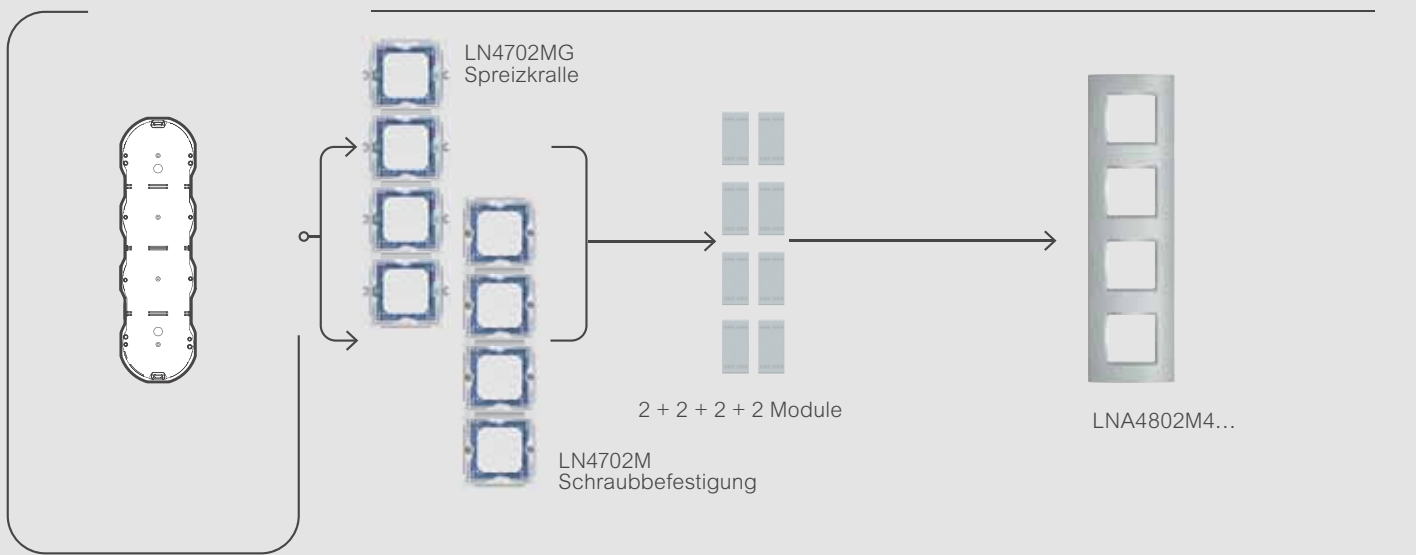 LN4702MG
Spreizkralle
2 + 2 + 2 + 2 Module
LNA4802M4…
LN4702M
Schraubbefestigung